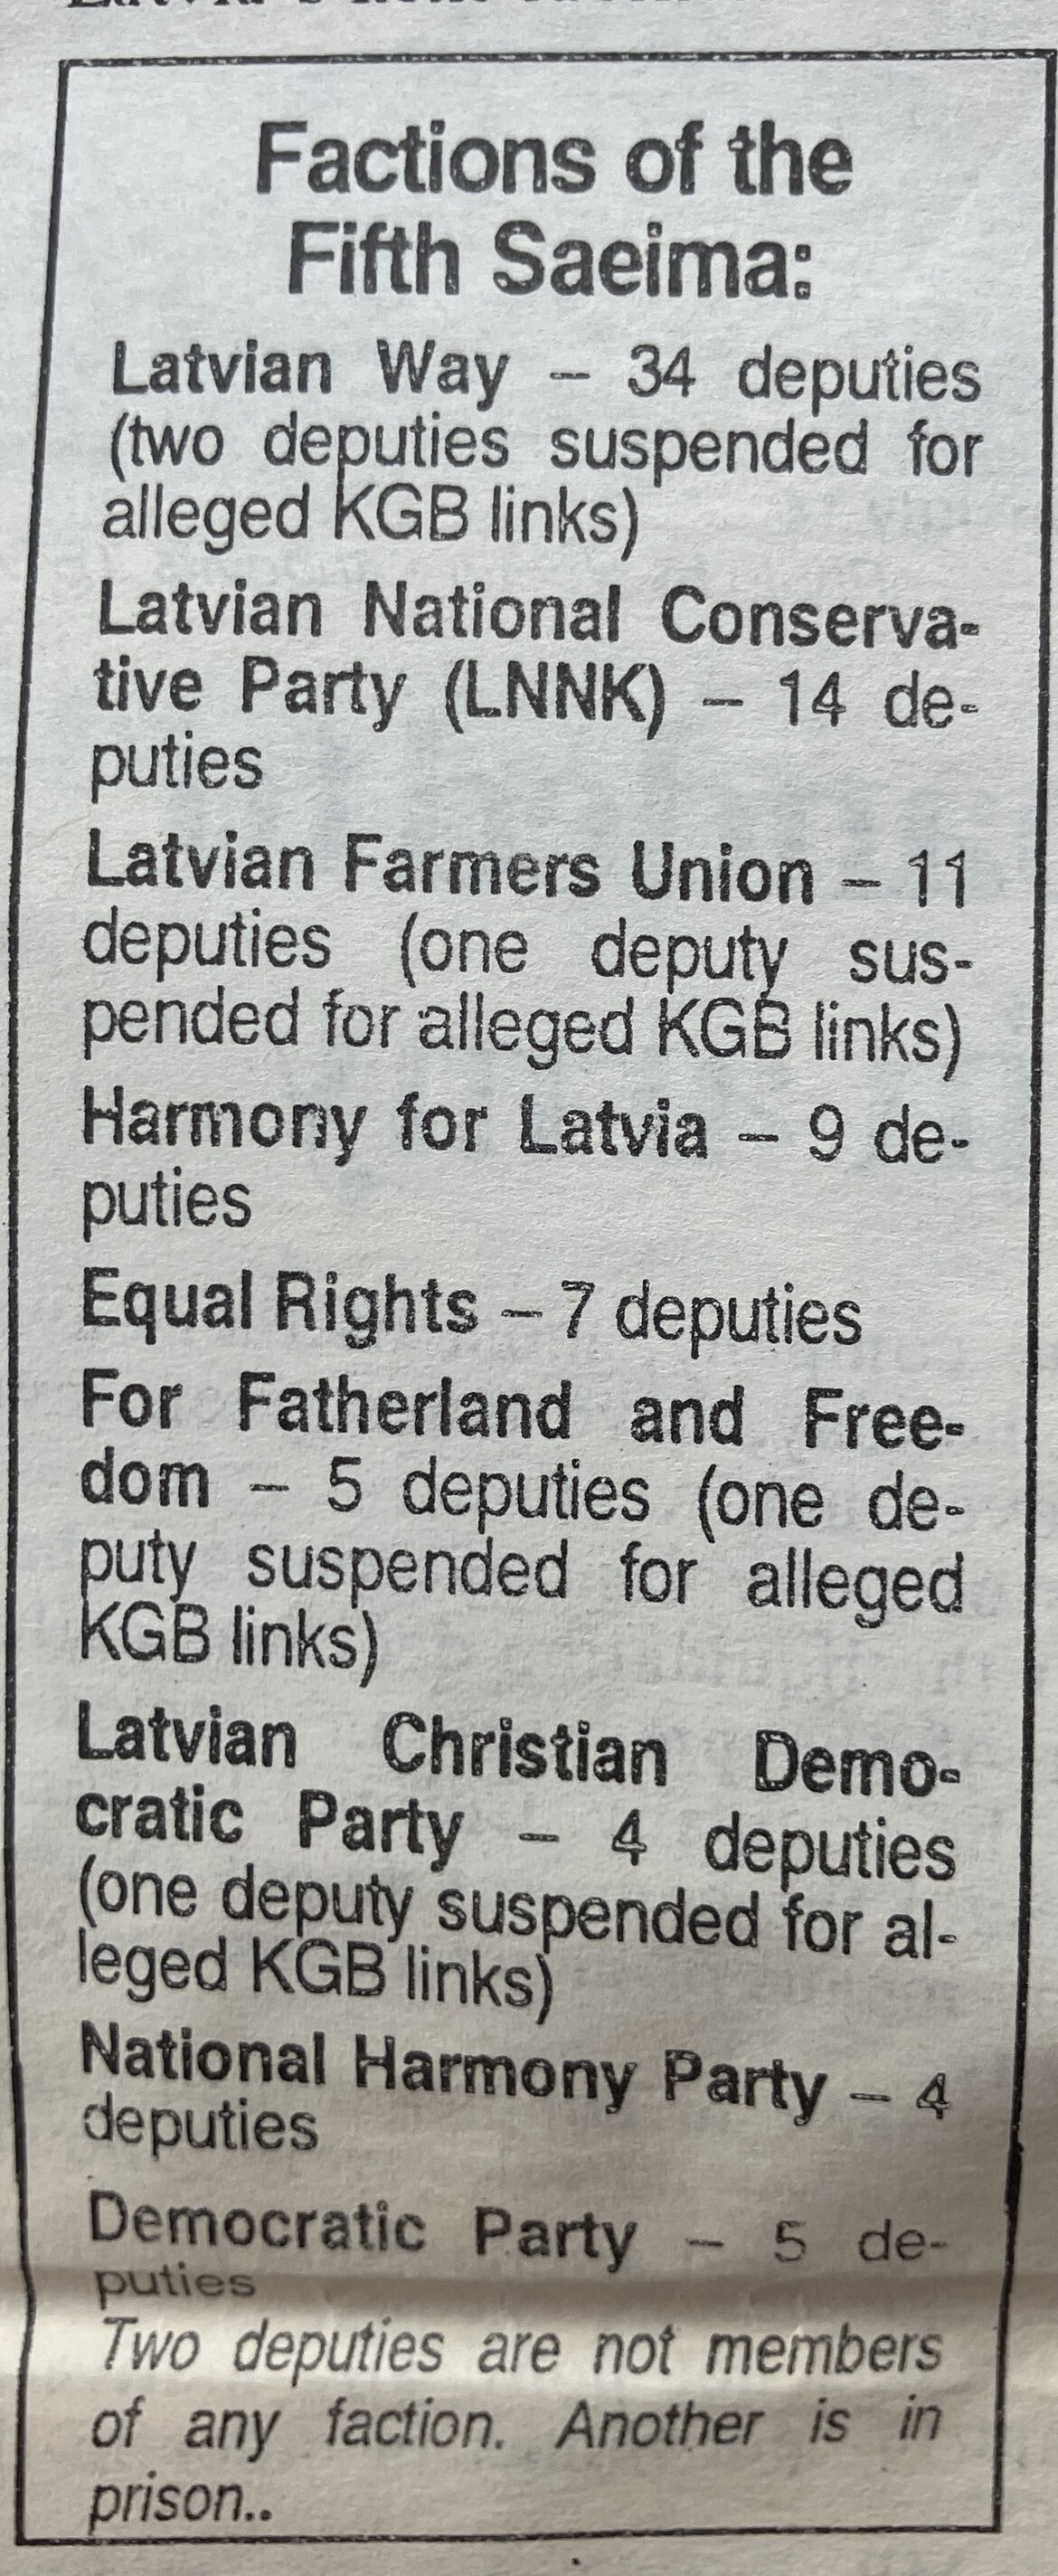 Factions of the
Fifth Saeima:
Latvian Way – 34 deputies
(two deputies suspended for
alleged KGB links)
Latvian National Conserva-
tive Party (LNNK) – 14 de-
puties
Latvian Farmers Union – 11
deputies (one deputy sus-
pended for alleged KGB links)
Harmony for Latvia – 9 de-
puties
Equal Rights – 7 deputies
For Fatherland and Free-
dom – 5 deputies (one de-
puty suspended for alleged
KGB links)
Latvian Christian Demo-
cratic Party – 4 deputies
(one deputy suspended for al-
leged KGB links)
National Harmony Party – 4
deputies
Democratic Party – 5 de-
puties
Two deputies are not members
of any faction. Another is in
prison..